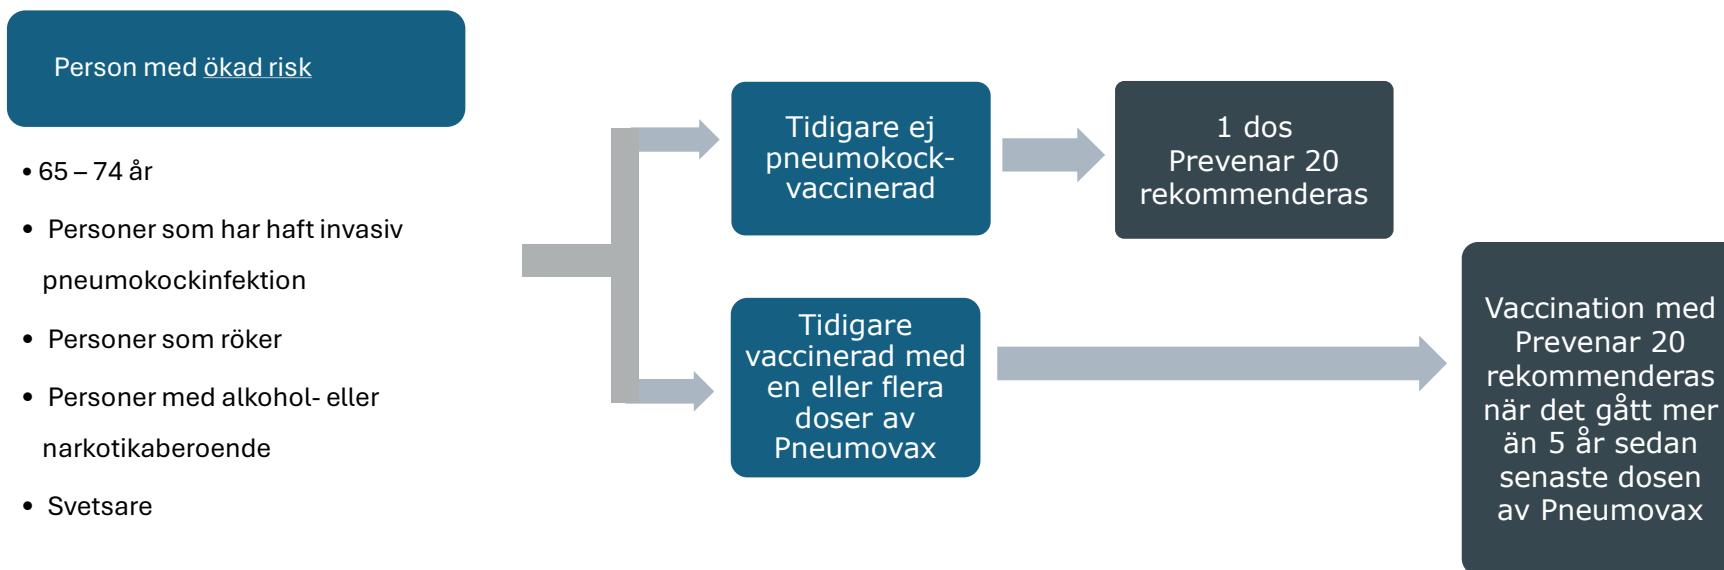 Person med ökad risk
• 65 – 74 år
• Personer som har haft invasiv
pneumokockinfektion
• Personer som röker
• Personer med alkohol- eller
narkotikaberoende
• Svetsare
Tidigare ej
pneumokock-
vaccinerad
1 dos
Prevenar 20
rekommenderas
Tidigare
vaccinerad med
en eller flera
doser av
Pneumovax
Vaccination med
Prevenar 20
rekommenderas
när det gått mer
än 5 år sedan
senaste dosen
av Pneumovax